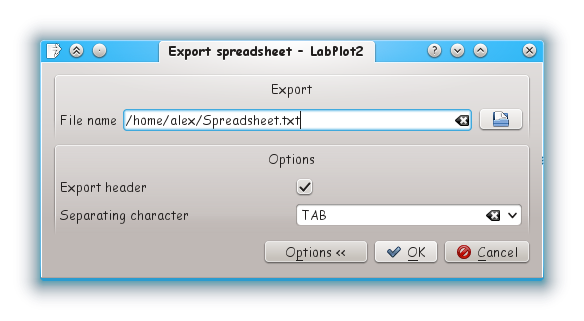 Export spreadsheet - LabPlot2
Export
File name /home/alex/Spreadsheet.txt
Options
Export header
Separating character TAB
Options << OK Cancel